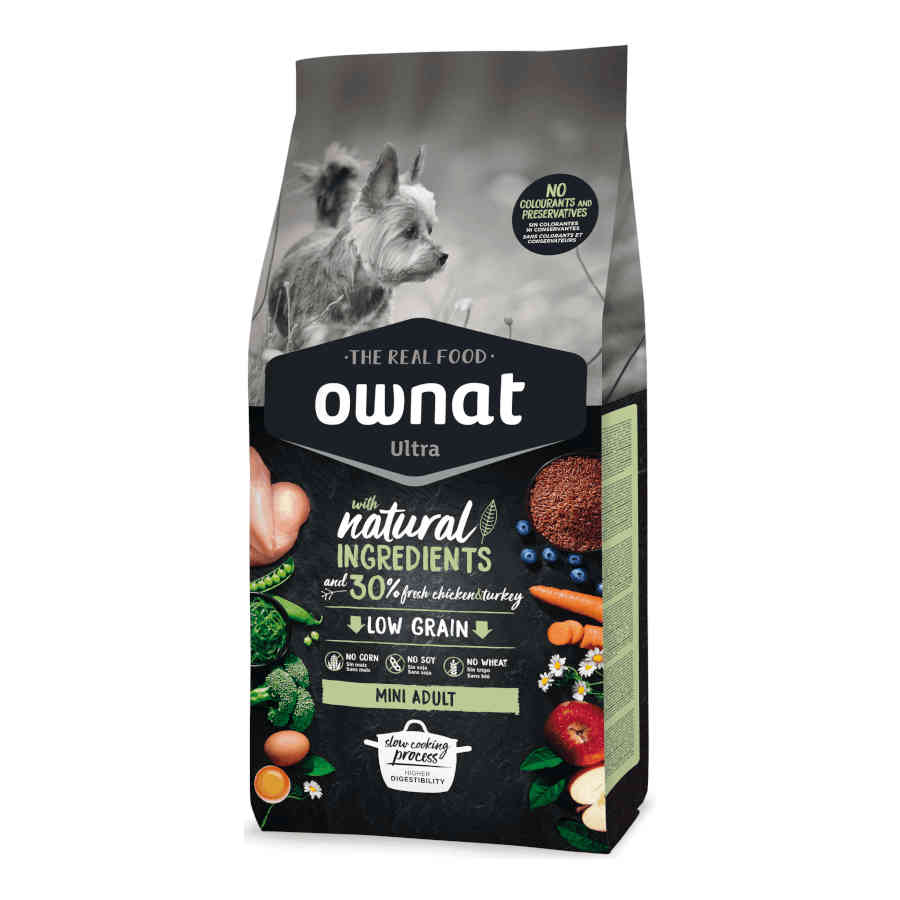 NO
COLOURANTS AND
PRESERVATIVES
SIN COLORANTES
NI CONSERVANTES
SANS COLORANTS ET
CONSERVATEURS
·THE REAL FOOD·
ownat
Ultra
with
natural
INGREDIENTS
and 30% fresh chicken&turkey
LOW GRAIN
NO CORN
Sin maíz
Sans maïs
NO SOY
Sin soja
Sans soja
NO WHEAT
Sin trigo
Sans blé
MINI ADULT
slow cooking
process
HIGHER
DIGESTIBILITY